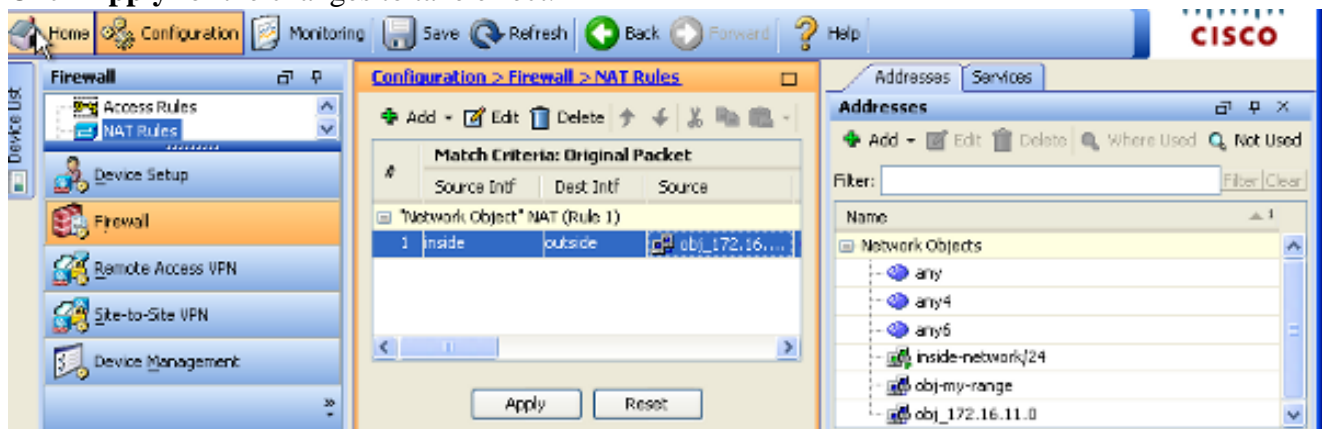 Home Configuration Monitoring Save Refresh Back Forward Help
CISCO
Device List
Firewall
Access Rules
NAT Rules
Device Setup
Firewall
Remote Access VPN
Site-to-Site VPN
Device Management
Configuration > Firewall > NAT Rules
Add Edit Delete
# Match Criteria: Original Packet
Source Intf Dest Intf Source
"Network Object" NAT (Rule 1)
1 inside outside obj_172.16....
Apply Reset
Addresses Services
Addresses
Add Edit Delete Where Used Not Used
Filter: Filter Clear
Name 1
Network Objects
any
any4
any6
inside-network/24
obj-my-range
obj_172.16.11.0